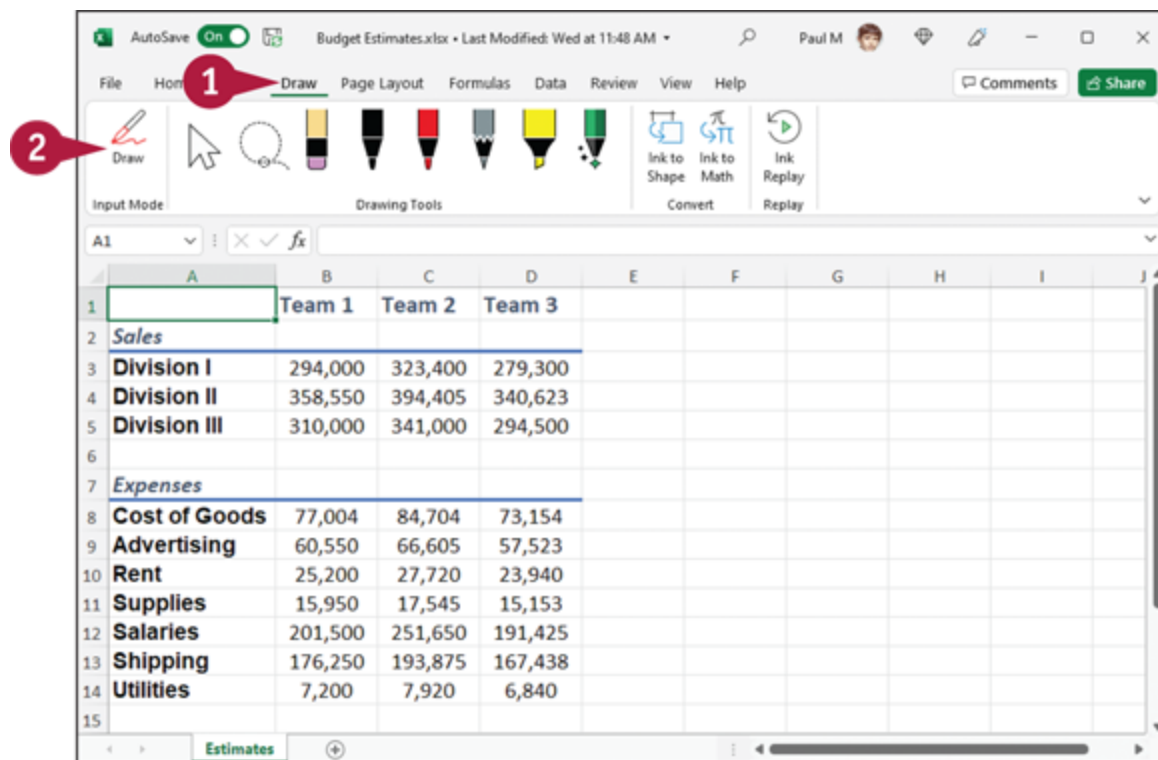 AutoSave On Budget Estimates.xlsx • Last Modified: Wed at 11:48 AM Paul M
File Hom 1 Draw Page Layout Formulas Data Review View Help Comments Share
2 Draw
Ink to Shape
Ink to Math
Ink Replay
Input Mode Drawing Tools Convert Replay
A1 fx
A B C D E F G H I J
1 Team 1 Team 2 Team 3
2 Sales
3 Division I 294,000 323,400 279,300
4 Division II 358,550 394,405 340,623
5 Division III 310,000 341,000 294,500
6
7 Expenses
8 Cost of Goods 77,004 84,704 73,154
9 Advertising 60,550 66,605 57,523
10 Rent 25,200 27,720 23,940
11 Supplies 15,950 17,545 15,153
12 Salaries 201,500 251,650 191,425
13 Shipping 176,250 193,875 167,438
14 Utilities 7,200 7,920 6,840
15
Estimates